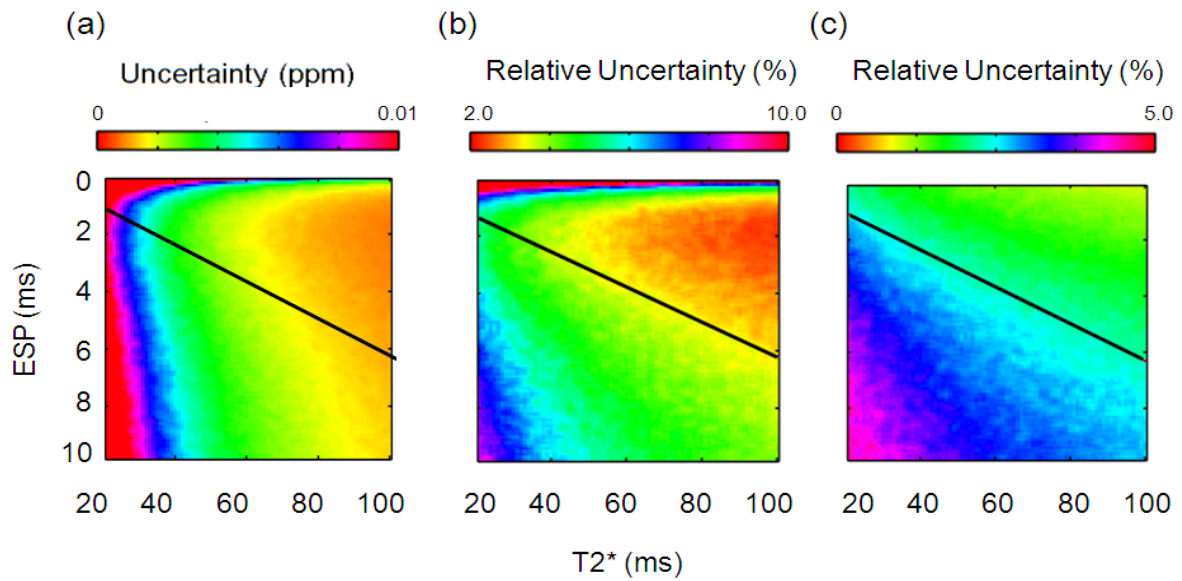 (a) (b) (c)
Uncertainty (ppm) Relative Uncertainty (%) Relative Uncertainty (%)
0 0.01 2.0 10.0 0 5.0
0
2
4
6
8
10
ESP (ms)
20 40 60 80 100 20 40 60 80 100 20 40 60 80 100
T2* (ms)